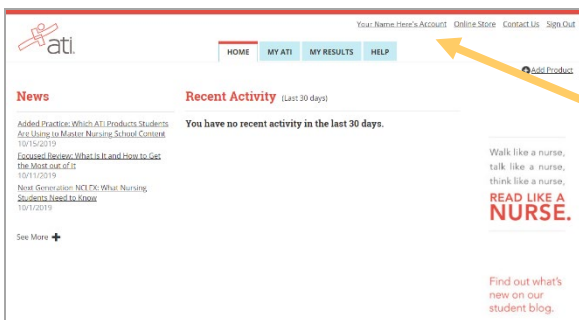 Your Name Here's Account Online Store Contact Us Sign Out
ati.
HOME MY ATI MY RESULTS HELP
Add Product
News
Added Practice: Which ATI Products Students
Are Using to Master Nursing School Content
10/15/2019
Focused Review: What Is It and How to Get
the Most out of It
10/11/2019
Next Generation NCLEX: What Nursing
Students Need to Know
10/1/2019
See More
Recent Activity (Last 30 days)
You have no recent activity in the last 30 days.
Walk like a nurse,
talk like a nurse,
think like a nurse,
READ LIKE A
NURSE.
Find out what's
new on our
student blog.